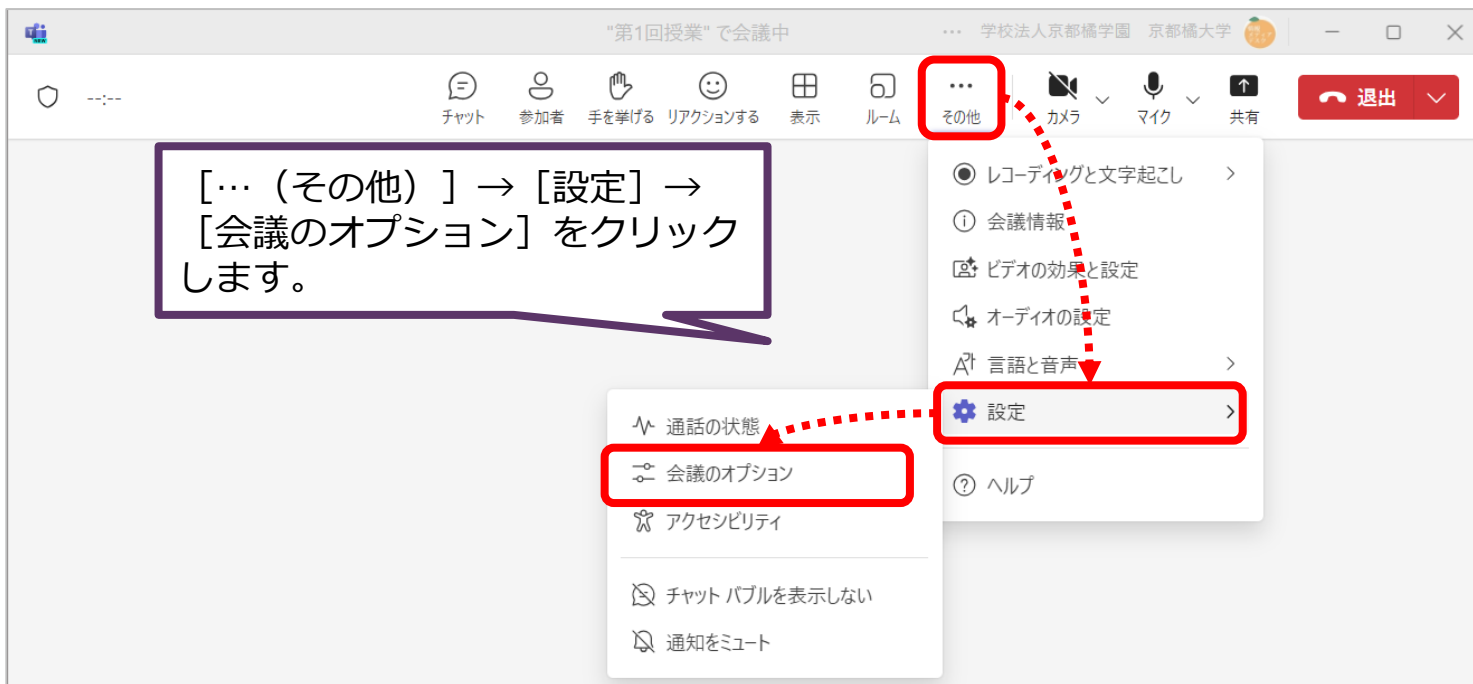 "第1回授業" で会議中
… 学校法人京都橘学園 京都橘大学
NEW
--:--
チャット
参加者
手を挙げる
リアクションする
表示
ルーム
その他
カメラ
マイク
共有
退出
［…（その他）］→［設定］→
［会議のオプション］をクリック
します。
レコーディングと文字起こし
会議情報
ビデオの効果と設定
オーディオの設定
言語と音声
設定
ヘルプ
通話の状態
会議のオプション
アクセシビリティ
チャット バブルを表示しない
通知をミュート